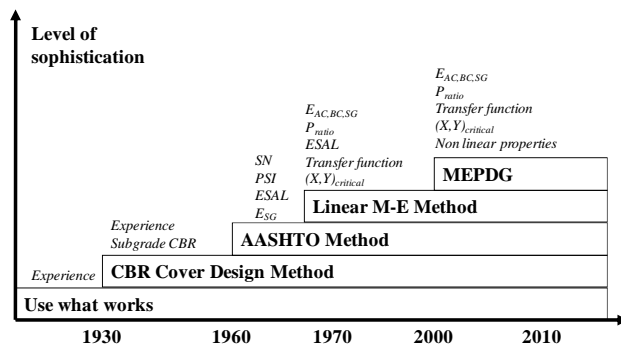 Level of
sophistication
E_AC,BC,SG
P_ratio
Transfer function
(X,Y)_critical
Non linear properties
MEPDG
E_AC,BC,SG
P_ratio
ESAL
Transfer function
(X,Y)_critical
Linear M-E Method
SN
PSI
ESAL
E_SG
AASHTO Method
Experience
Subgrade CBR
CBR Cover Design Method
Experience
Use what works
1930 1960 1970 2000 2010